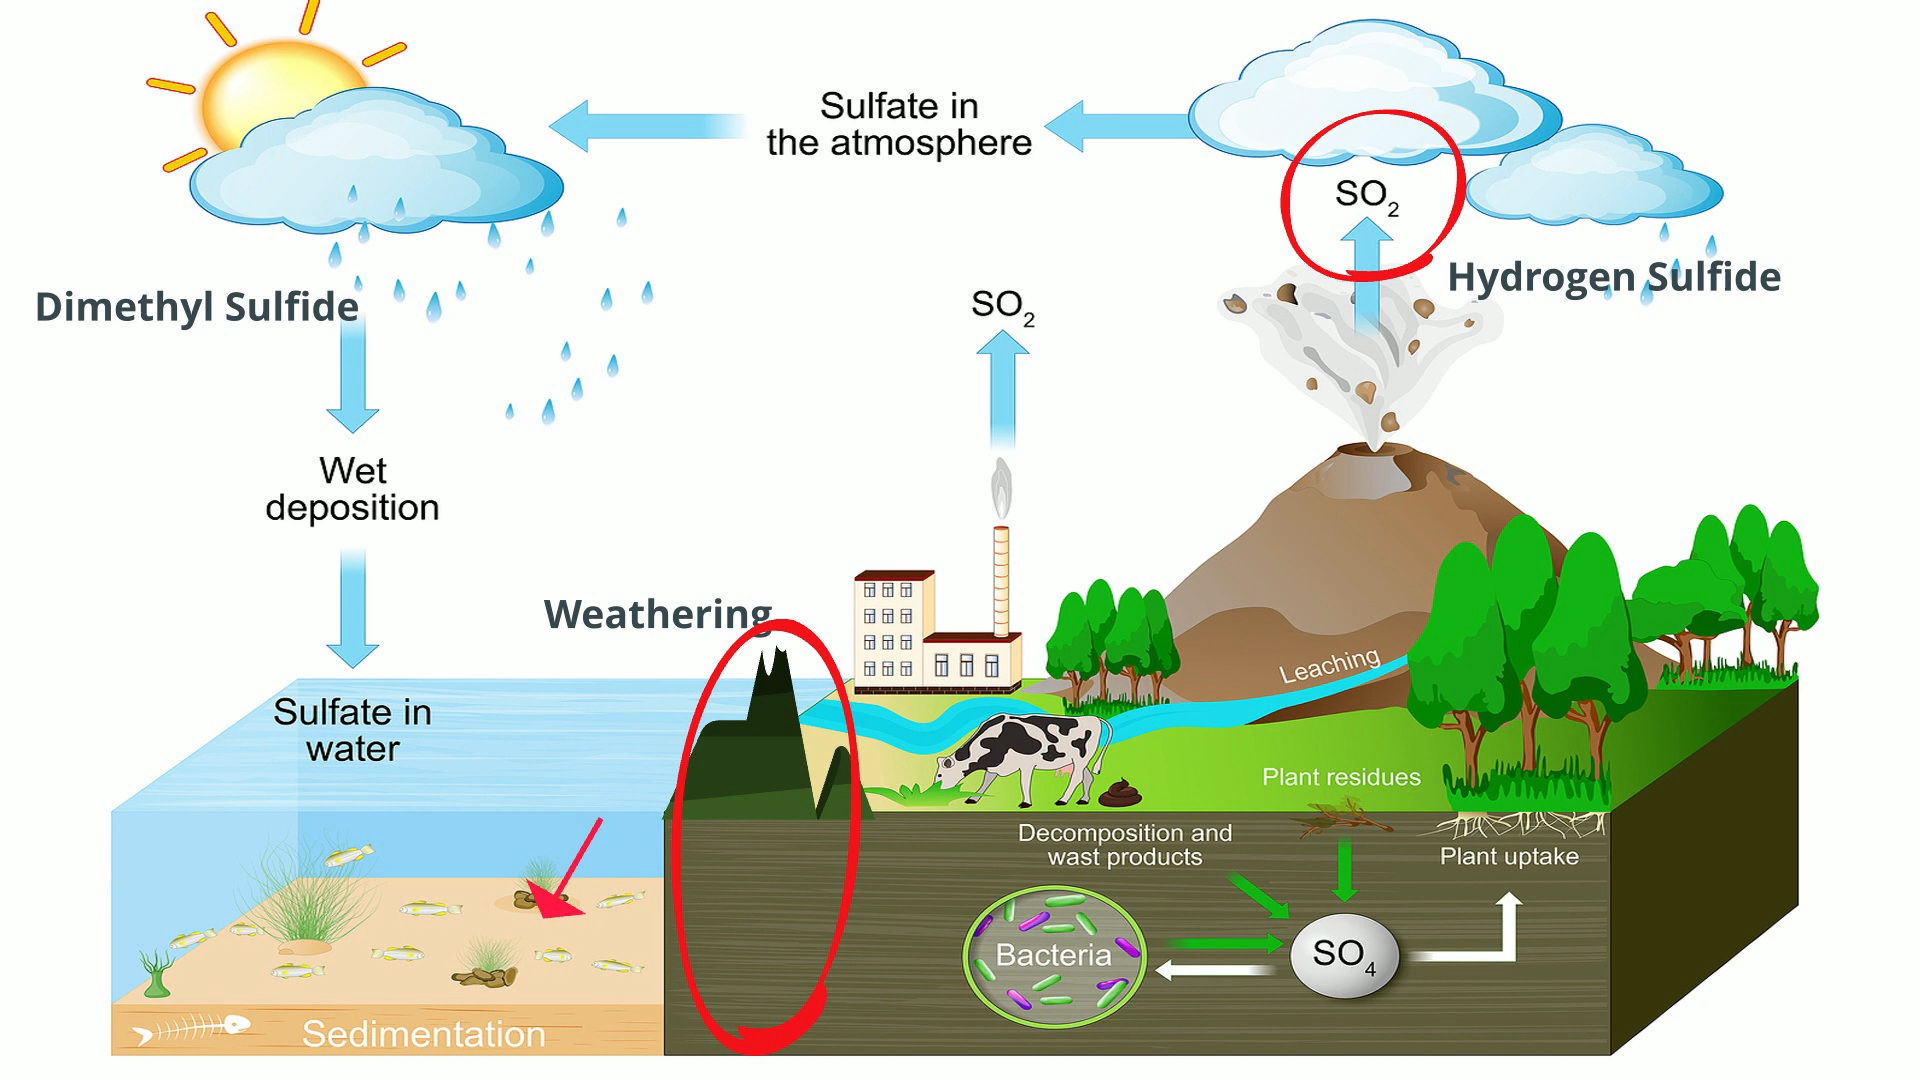 Sulfate in
the atmosphere
SO₂
Hydrogen Sulfide
Dimethyl Sulfide
SO₂
Wet
deposition
Weathering
Leaching
Sulfate in
water
Plant residues
Decomposition and
wast products
Plant uptake
Bacteria
SO₄
Sedimentation